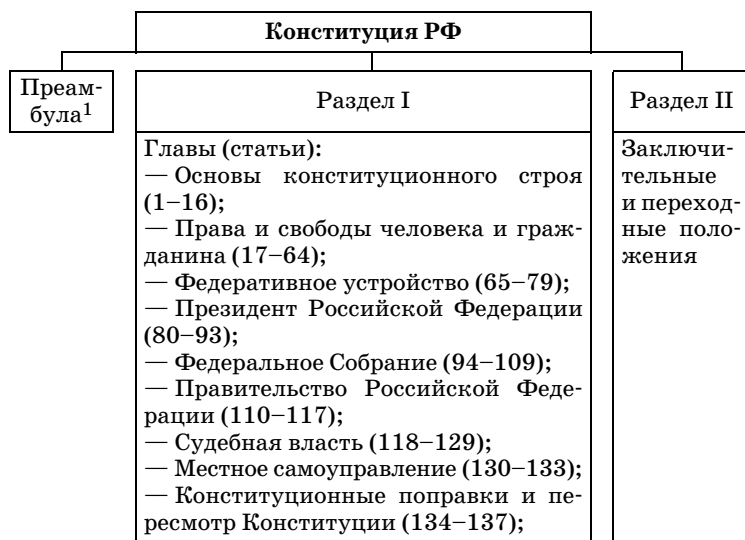 Конституция РФ
Преам-
була1
Раздел I
Раздел II
Главы (статьи):
— Основы конституционного строя
(1–16);
— Права и свободы человека и граж-
данина (17–64);
— Федеративное устройство (65–79);
— Президент Российской Федерации
(80–93);
— Федеральное Собрание (94–109);
— Правительство Российской Феде-
рации (110–117);
— Судебная власть (118–129);
— Местное самоуправление (130–133);
— Конституционные поправки и пе-
ресмотр Конституции (134–137);
Заключи-
тельные
и переход-
ные поло-
жения